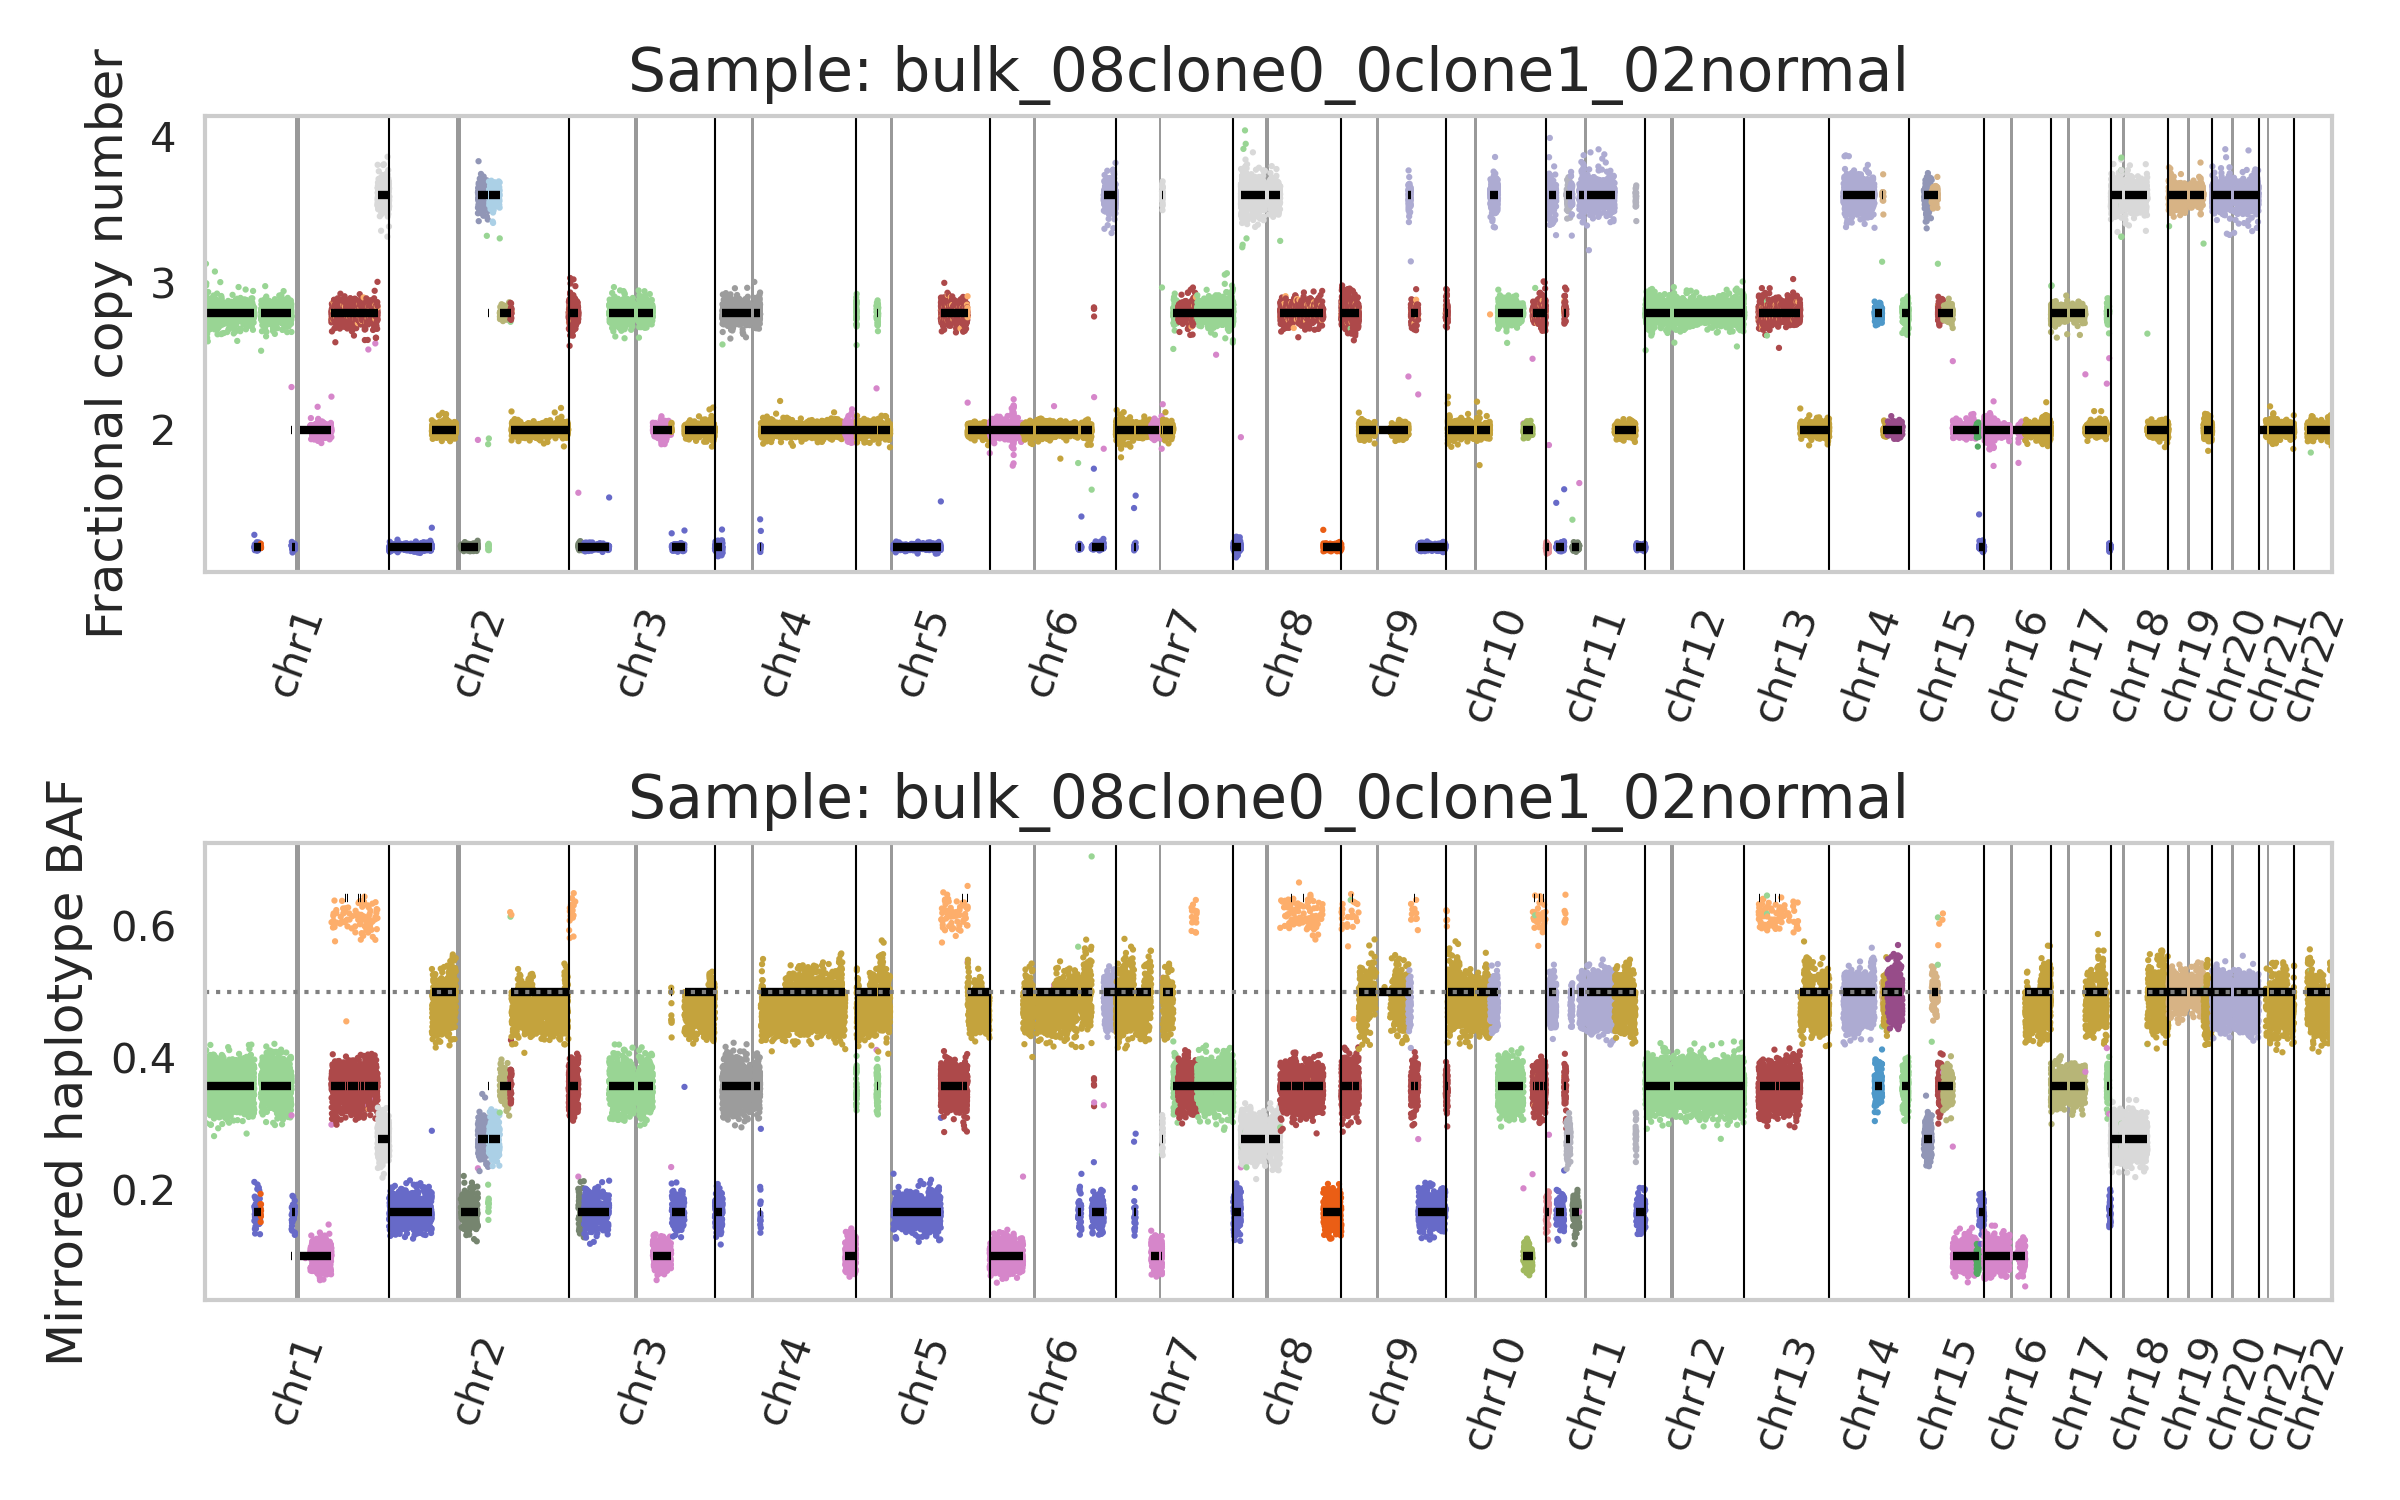 Sample: bulk_08clone0_0clone1_02normal
Fractional copy number
4
3
2
chr1 chr2 chr3 chr4 chr5 chr6 chr7 chr8 chr9 chr10 chr11 chr12 chr13 chr14 chr15 chr16 chr17 chr18 chr19 chr20 chr21 chr22
Sample: bulk_08clone0_0clone1_02normal
Mirrored haplotype BAF
0.6
0.4
0.2
chr1 chr2 chr3 chr4 chr5 chr6 chr7 chr8 chr9 chr10 chr11 chr12 chr13 chr14 chr15 chr16 chr17 chr18 chr19 chr20 chr21 chr22